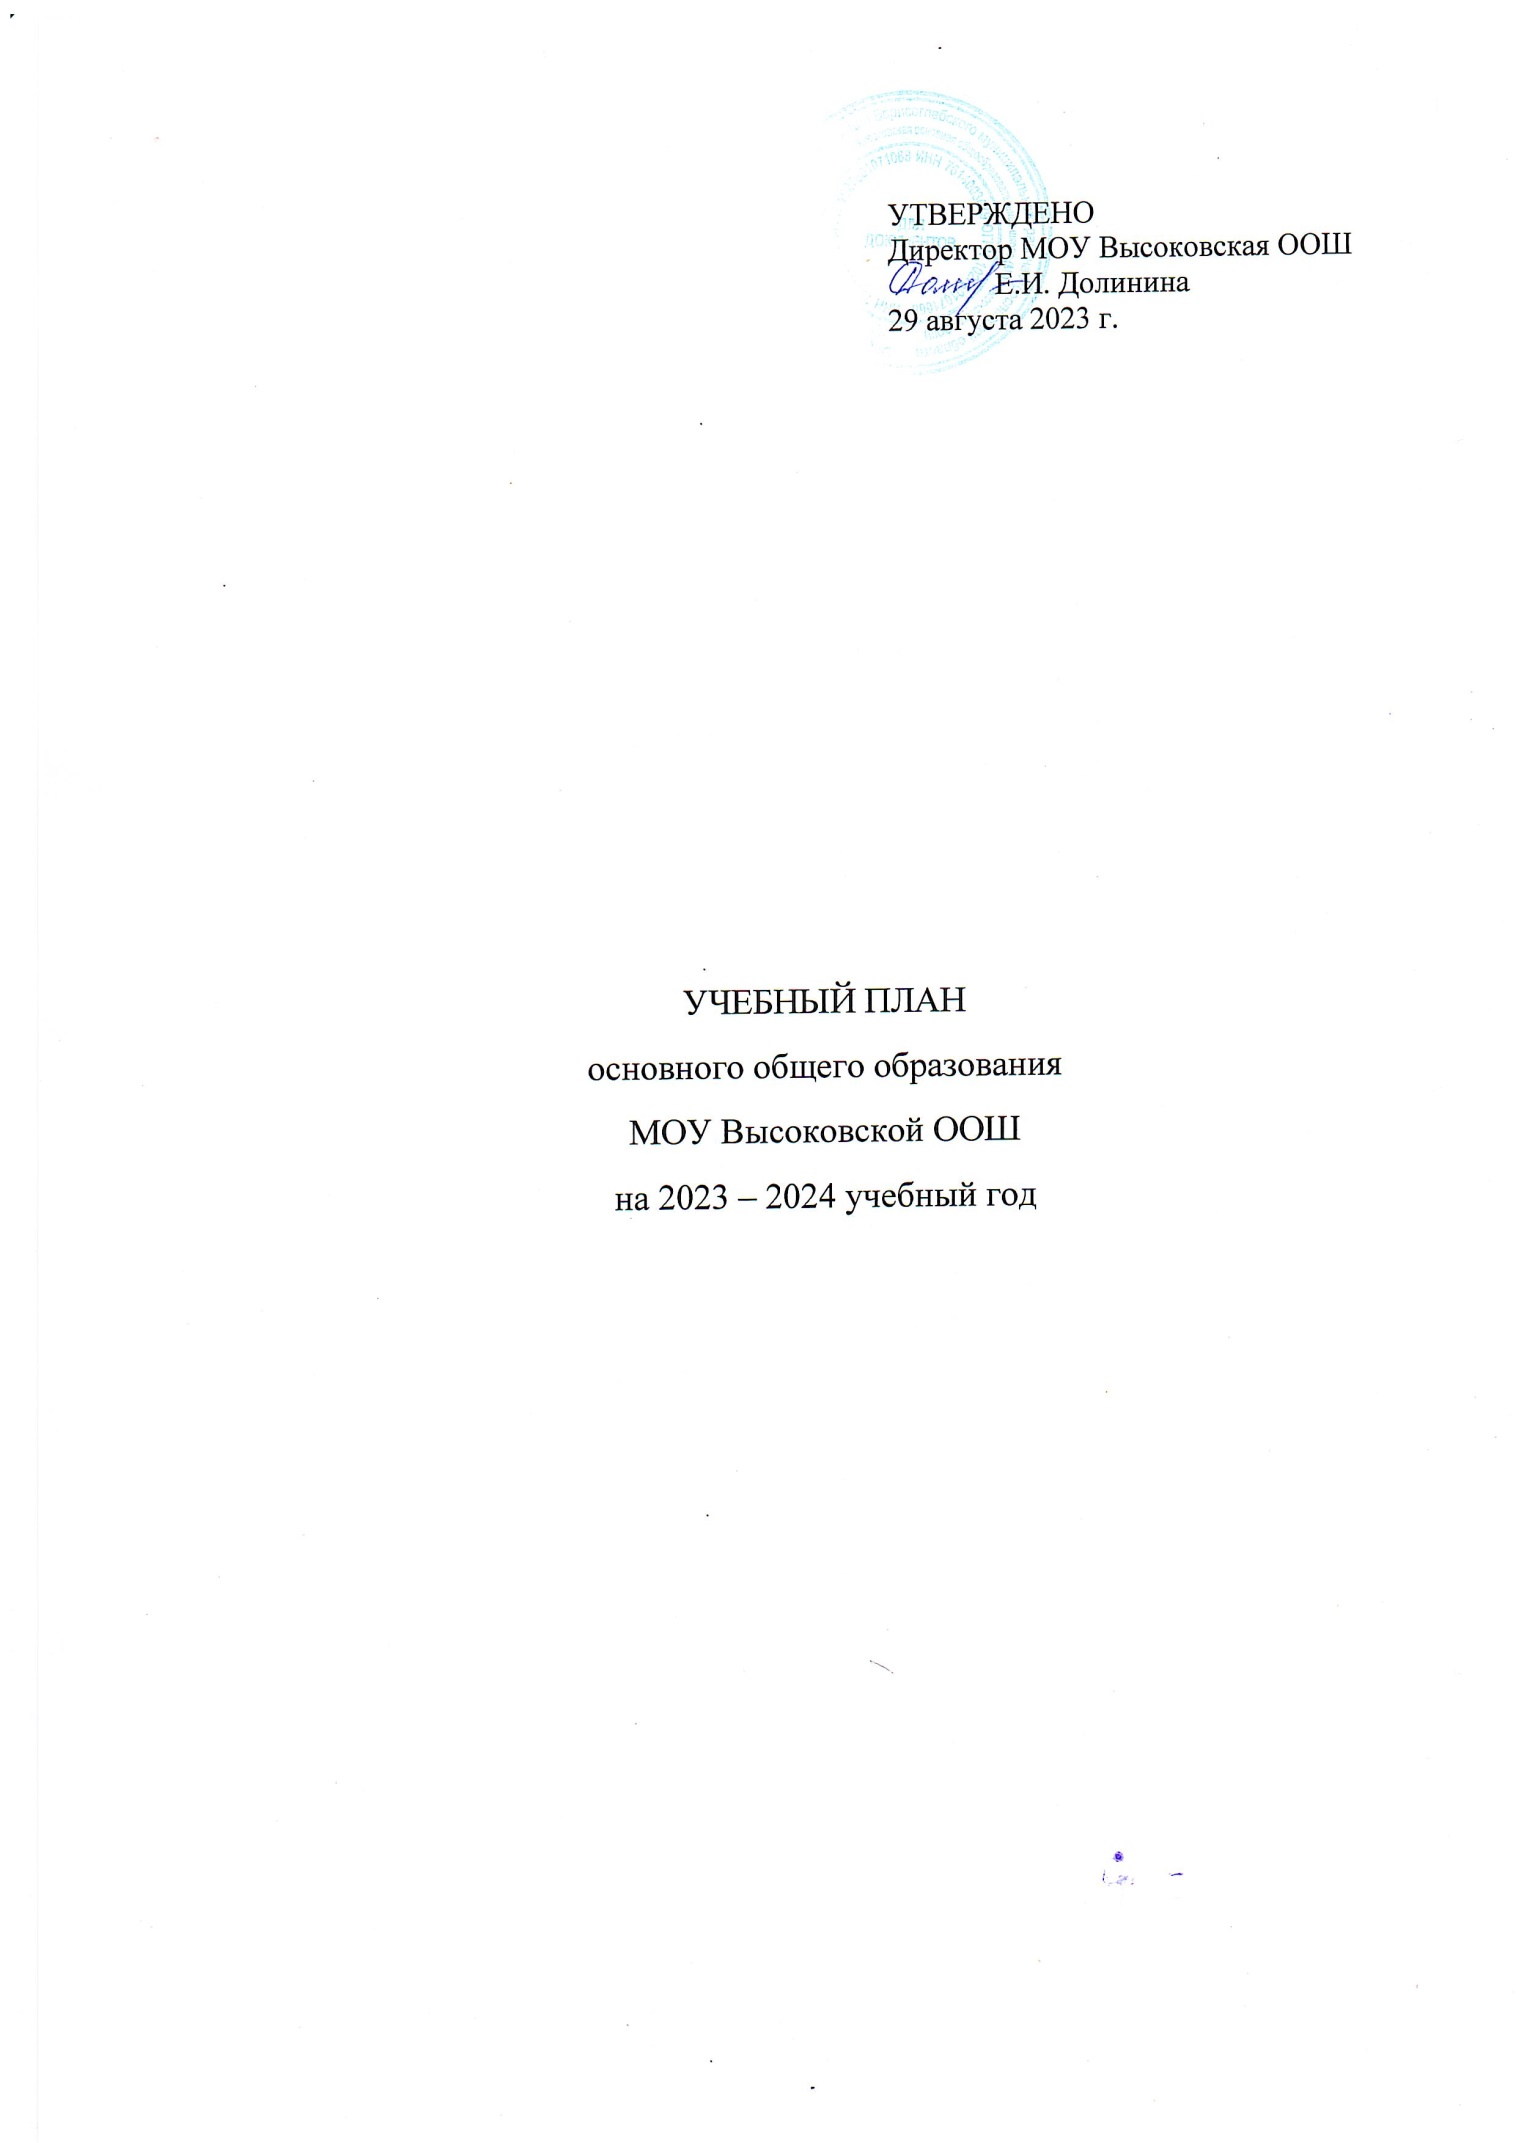 УТВЕРЖДЕНО
Директор МОУ Высоковская ООШ
Е.И. Долинина
29 августа 2023 г.
УЧЕБНЫЙ ПЛАН
основного общего образования
МОУ Высоковской ООШ
на 2023 – 2024 учебный год